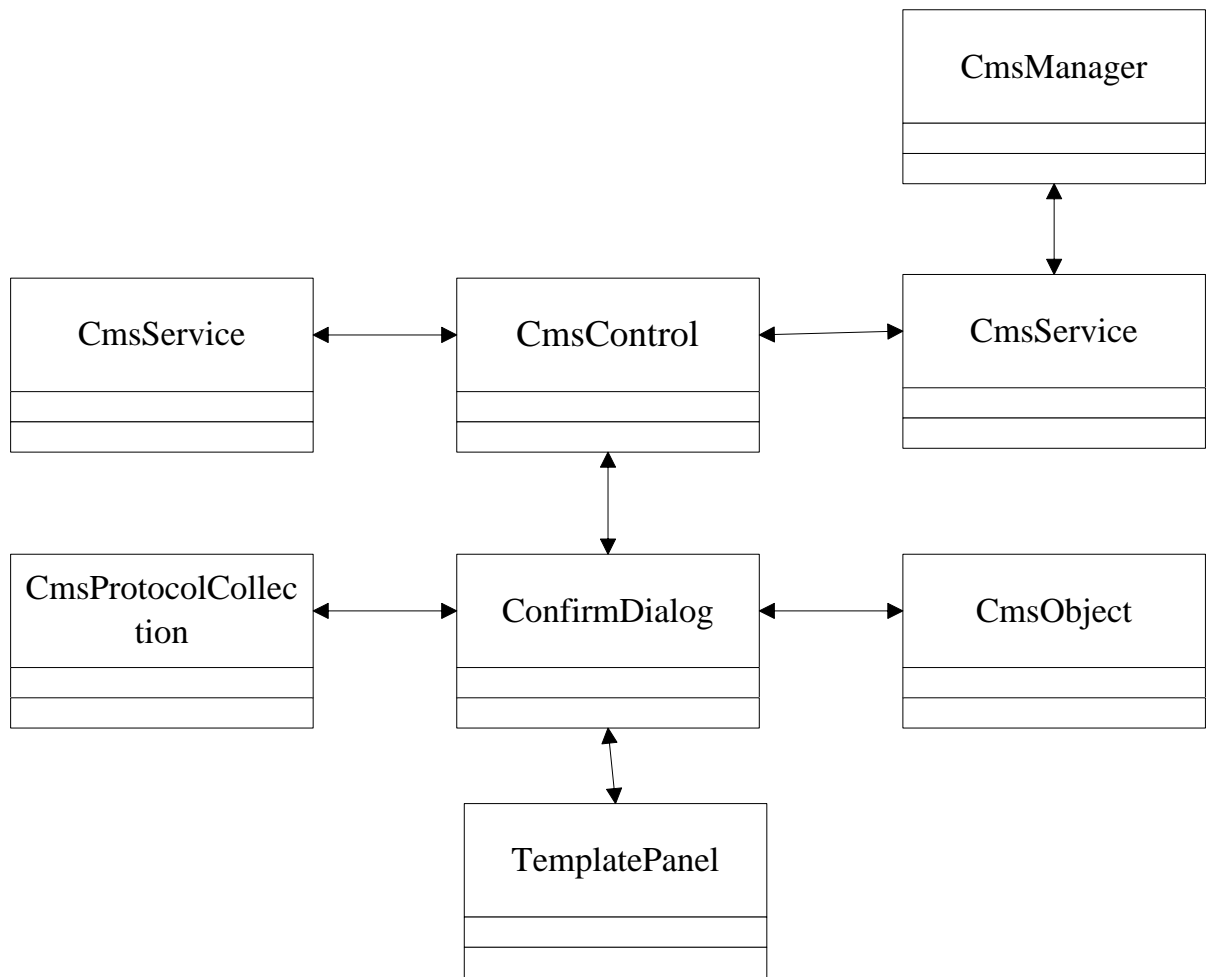 CmsManager
CmsService
CmsControl
CmsService
CmsProtocolCollec
tion
ConfirmDialog
CmsObject
TemplatePanel